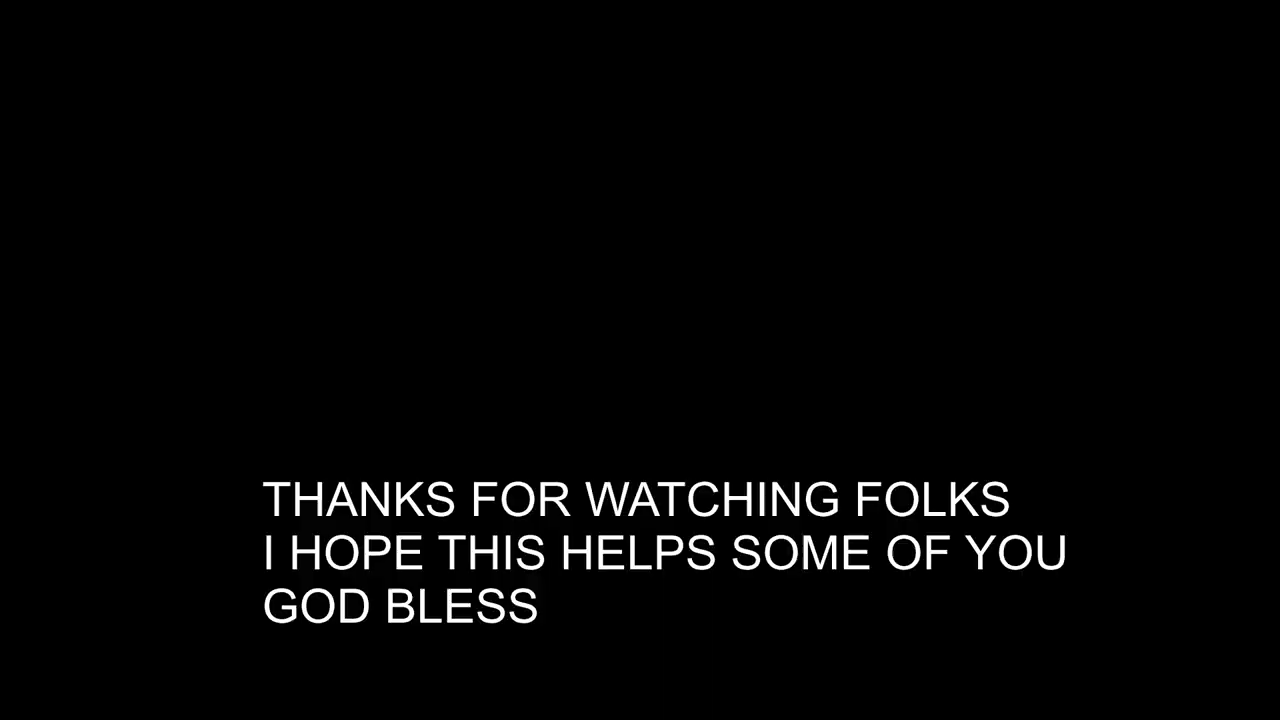 THANKS FOR WATCHING FOLKS
I HOPE THIS HELPS SOME OF YOU
GOD BLESS